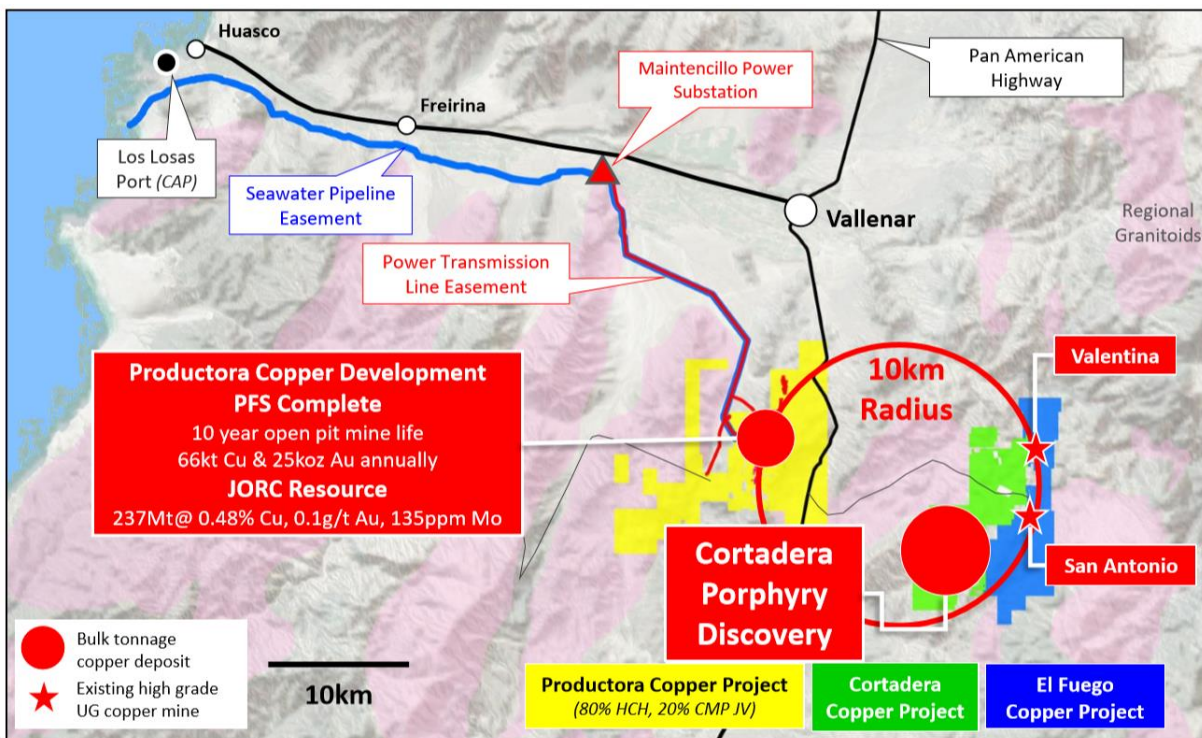 Huasco
Pan American
Highway
Maintencillo Power
Substation
Freirina
Los Losas
Port (CAP)
Seawater Pipeline
Easement
Vallenar
Regional
Granitoids
Power Transmission
Line Easement
Productora Copper Development
PFS Complete
10 year open pit mine life
66kt Cu & 25koz Au annually
JORC Resource
237Mt@ 0.48% Cu, 0.1g/t Au, 135ppm Mo
10km
Radius
Valentina
Cortadera
Porphyry
Discovery
San Antonio
Bulk tonnage
copper deposit
Existing high grade
UG copper mine
10km
Productora Copper Project
(80% HCH, 20% CMP JV)
Cortadera
Copper Project
El Fuego
Copper Project